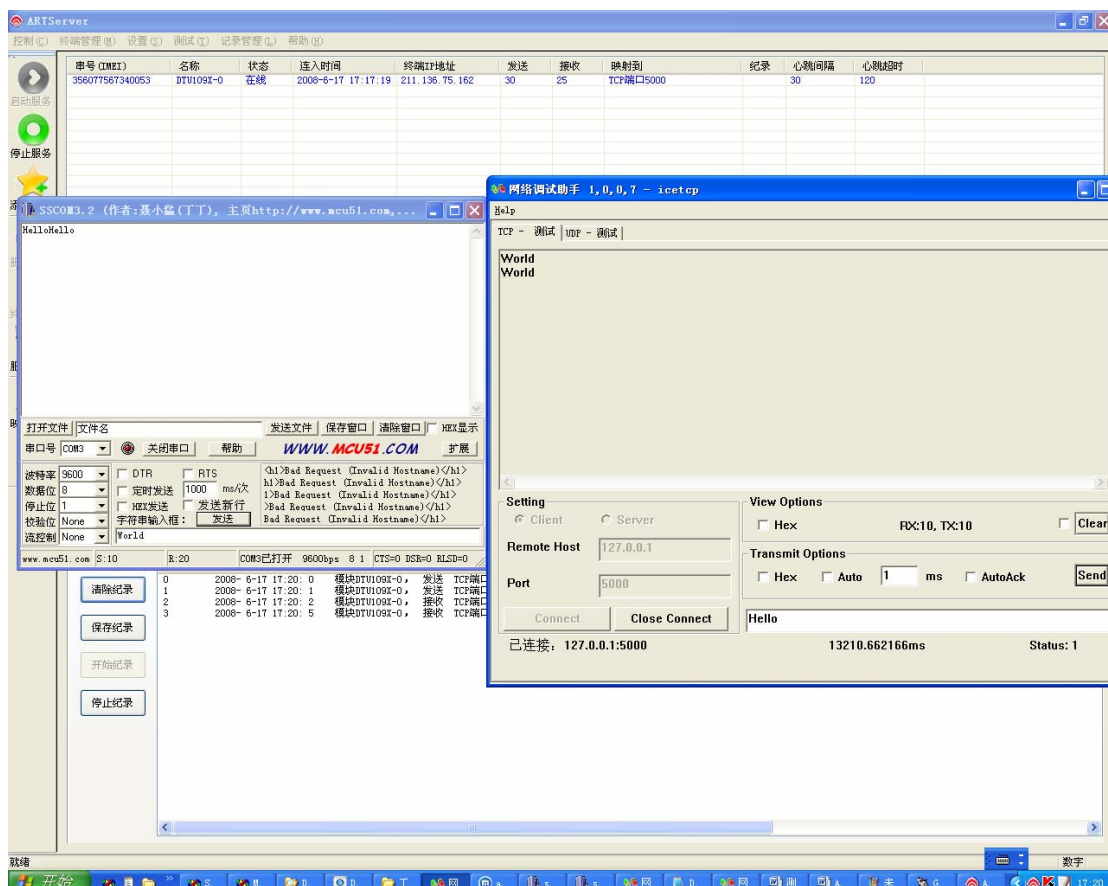 ARTServer
控制(C) 终端管理(M) 设置(S) 测试(T) 记录管理(L) 帮助(H)
串号(IMEI) 名称 状态 连入时间 终端IP地址 发送 接收 映射到 纪录 心跳间隔 心跳超时
356077567340053 DTU109X-0 在线 2008-6-17 17:17:19 211.136.75.162 30 25 TCP端口5000 30 120
启动服务
停止服务
SSCOM3.2 (作者:聂小猛(丁丁), 主页http://www.mcu51.com,...
HelloHello
打开文件 文件名 发送文件 保存窗口 清除窗口 HEX显示
串口号 COM3 关闭串口 帮助 WWW.MCU51.COM 扩展
波特率 9600 DTR RTS
数据位 8 定时发送 1000 ms/次
停止位 1 HEX发送 发送新行
校验位 None 字符串输入框: 发送
流控制 None World
<h1>Bad Request (Invalid Hostname)</h1>
h1>Bad Request (Invalid Hostname)</h1>
1>Bad Request (Invalid Hostname)</h1>
>Bad Request (Invalid Hostname)</h1>
Bad Request (Invalid Hostname)</h1>
www.mcu51.com S:10 R:20 COM3已打开 9600bps 8 1 CTS=0 DSR=0 RLSD=0
网络调试助手 1,0,0,7 - icetcp
Help
TCP - 测试 UDP - 测试
World
World
Setting
Client Server
Remote Host 127.0.0.1
Port 5000
Connect Close Connect
View Options
Hex RX:10, TX:10 Clear
Transmit Options
Hex Auto 1 ms AutoAck Send
Hello
已连接: 127.0.0.1:5000 13210.662166ms Status: 1
清除纪录
保存纪录
开始纪录
停止纪录
0 2008- 6-17 17:20: 0 模块DTU109X-0, 发送 TCP端口
1 2008- 6-17 17:20: 1 模块DTU109X-0, 发送 TCP端口
2 2008- 6-17 17:20: 2 模块DTU109X-0, 接收 TCP端口
3 2008- 6-17 17:20: 5 模块DTU109X-0, 接收 TCP端口
就绪 数字
开始 17:20